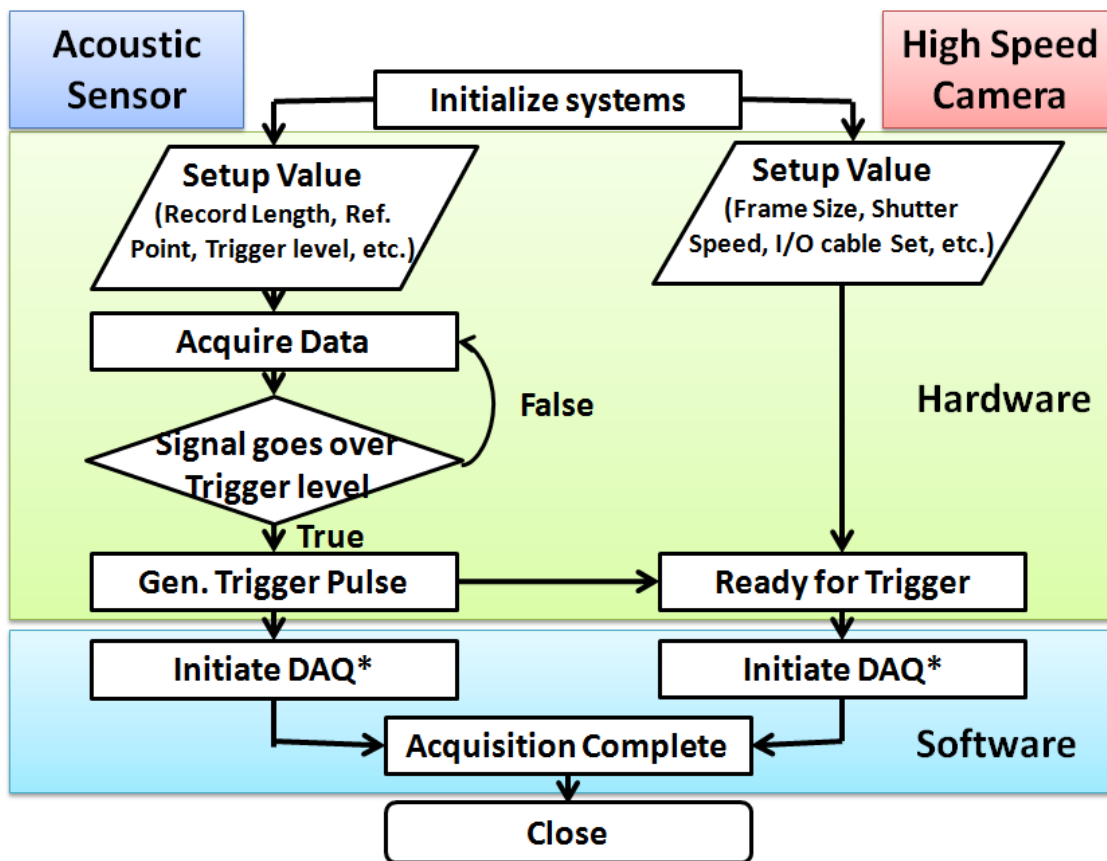 Acoustic
Sensor
High Speed
Camera
Initialize systems
Setup Value
(Record Length, Ref.
Point, Trigger level, etc.)
Setup Value
(Frame Size, Shutter
Speed, I/O cable Set, etc.)
Acquire Data
False
Hardware
Signal goes over
Trigger level
True
Gen. Trigger Pulse
Ready for Trigger
Initiate DAQ*
Initiate DAQ*
Acquisition Complete
Software
Close